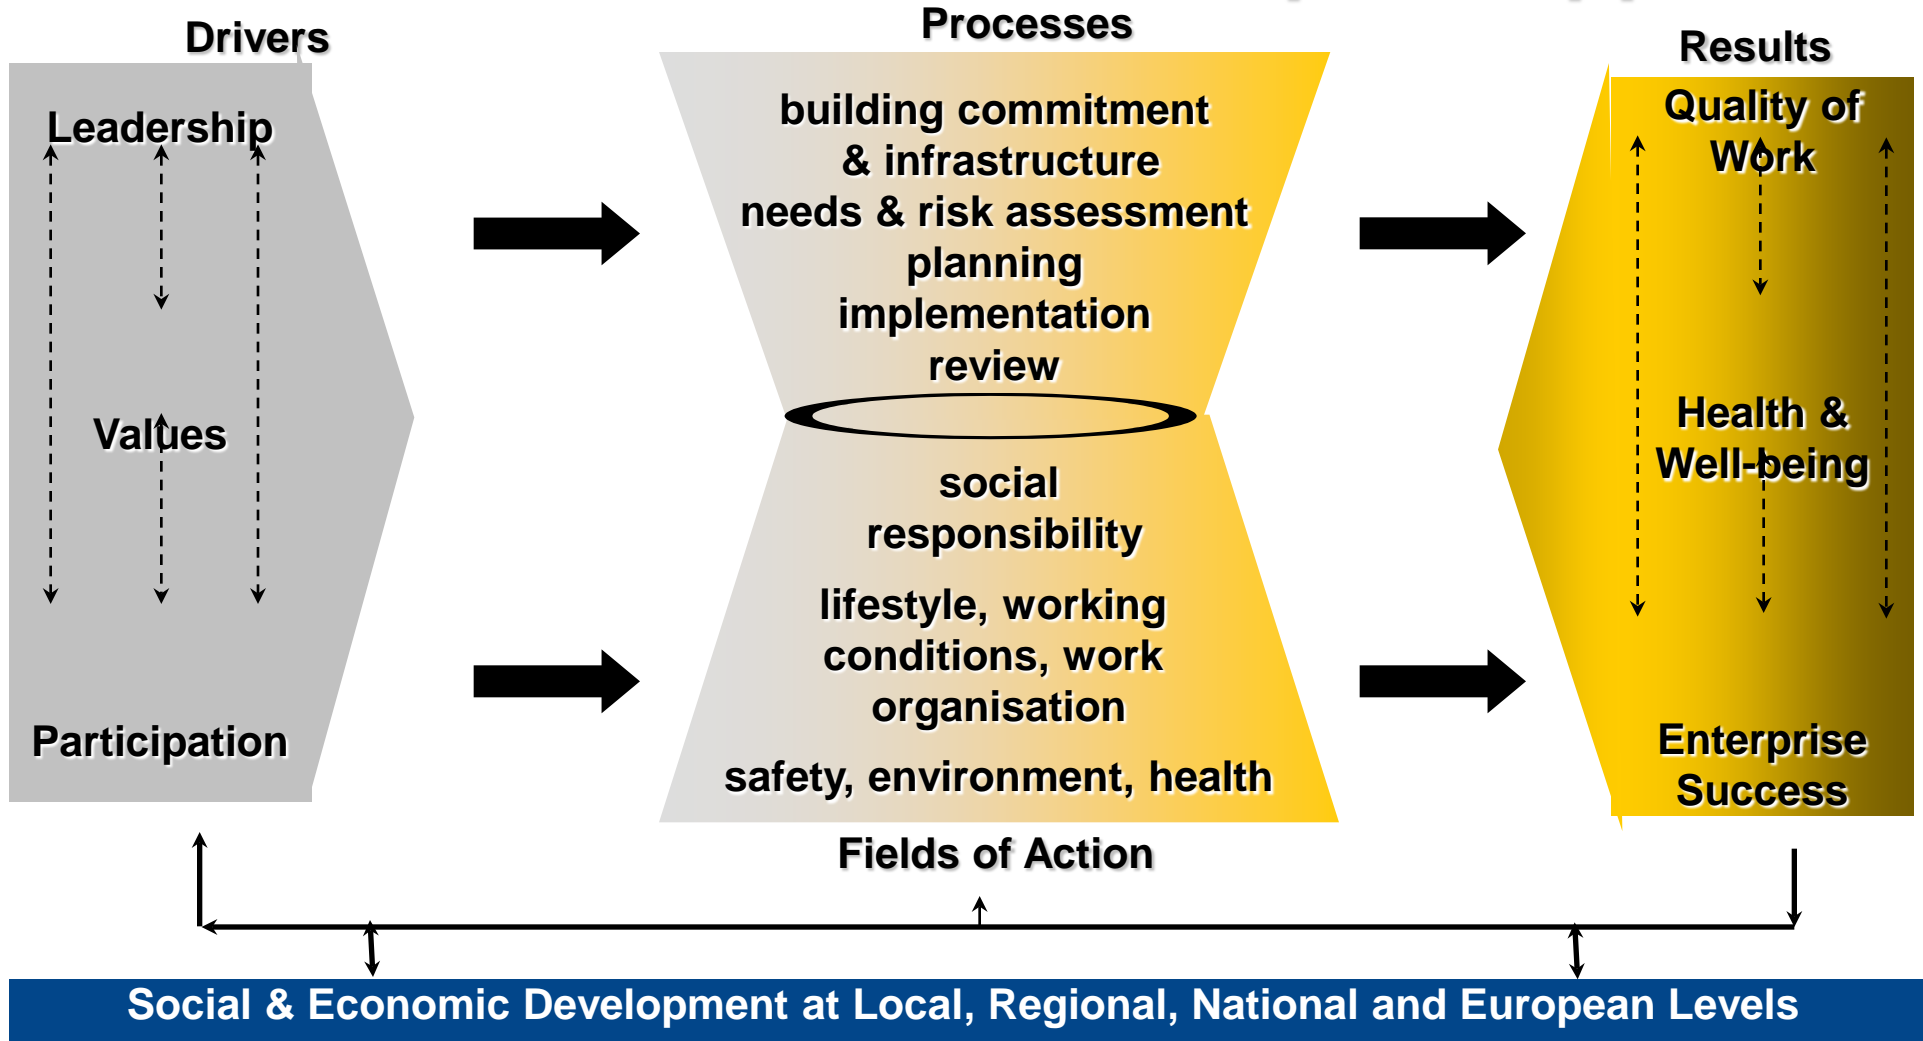 Drivers
Leadership
Values
Participation
Processes
building commitment
& infrastructure
needs & risk assessment
planning
implementation
review
social
responsibility
lifestyle, working
conditions, work
organisation
safety, environment, health
Fields of Action
Results
Quality of
Work
Health &
Well-being
Enterprise
Success
Social & Economic Development at Local, Regional, National and European Levels